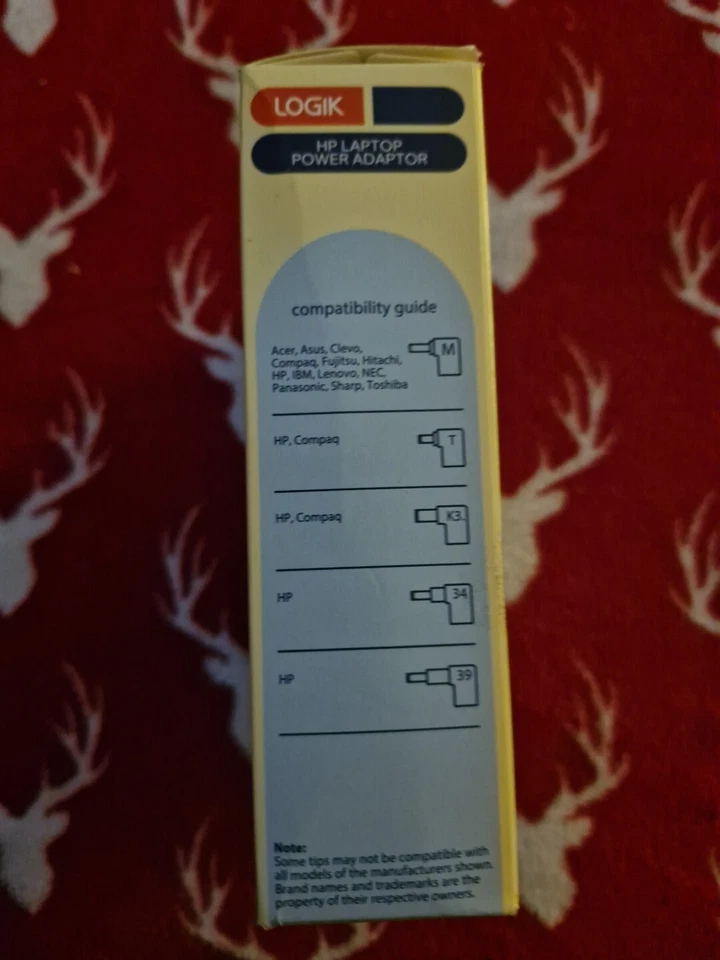 LOGIK
HP LAPTOP
POWER ADAPTOR
compatibility guide
Acer, Asus, Clevo,
Compaq, Fujitsu, Hitachi,
HP, IBM, Lenovo, NEC,
Panasonic, Sharp, Toshiba
M
HP, Compaq
T
HP, Compaq
K3
HP
34
HP
39
Note:
Some tips may not be compatible with
all models of the manufacturers shown.
Brand names and trademarks are the
property of their respective owners.